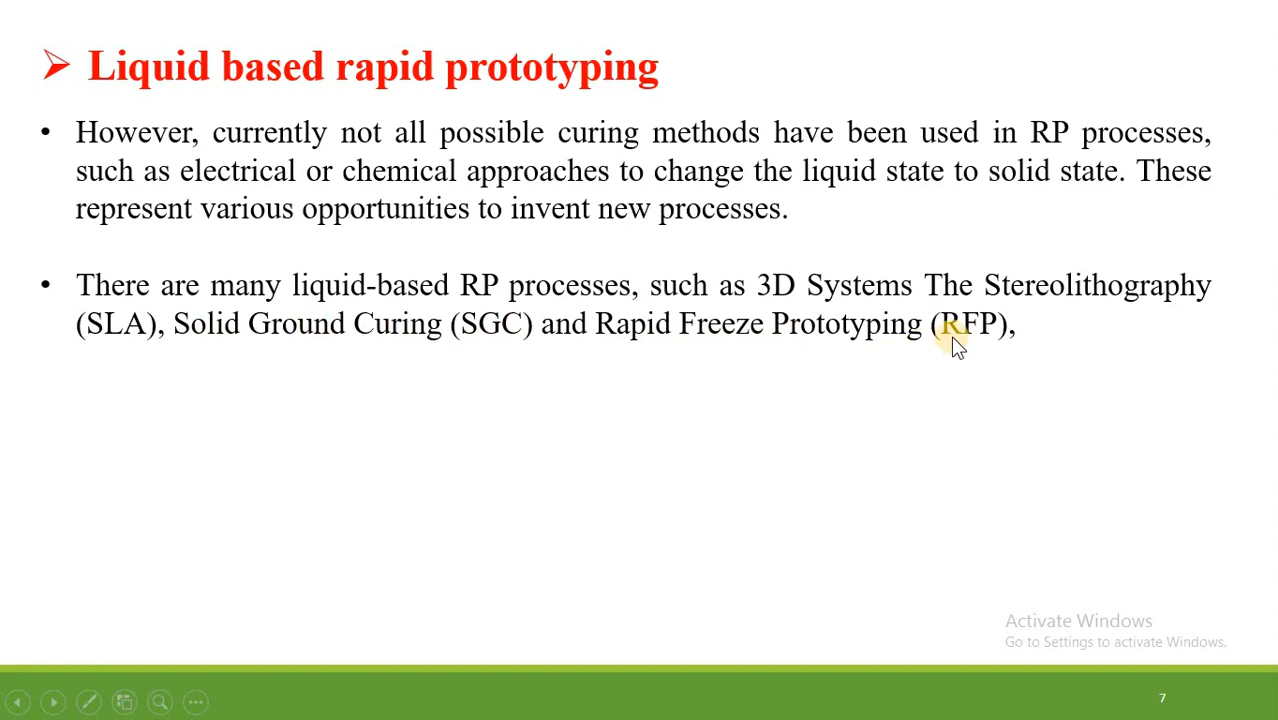 ➢ Liquid based rapid prototyping
• However, currently not all possible curing methods have been used in RP processes,
such as electrical or chemical approaches to change the liquid state to solid state. These
represent various opportunities to invent new processes.
• There are many liquid-based RP processes, such as 3D Systems The Stereolithography
(SLA), Solid Ground Curing (SGC) and Rapid Freeze Prototyping (RFP),
Activate Windows
Go to Settings to activate Windows.
7